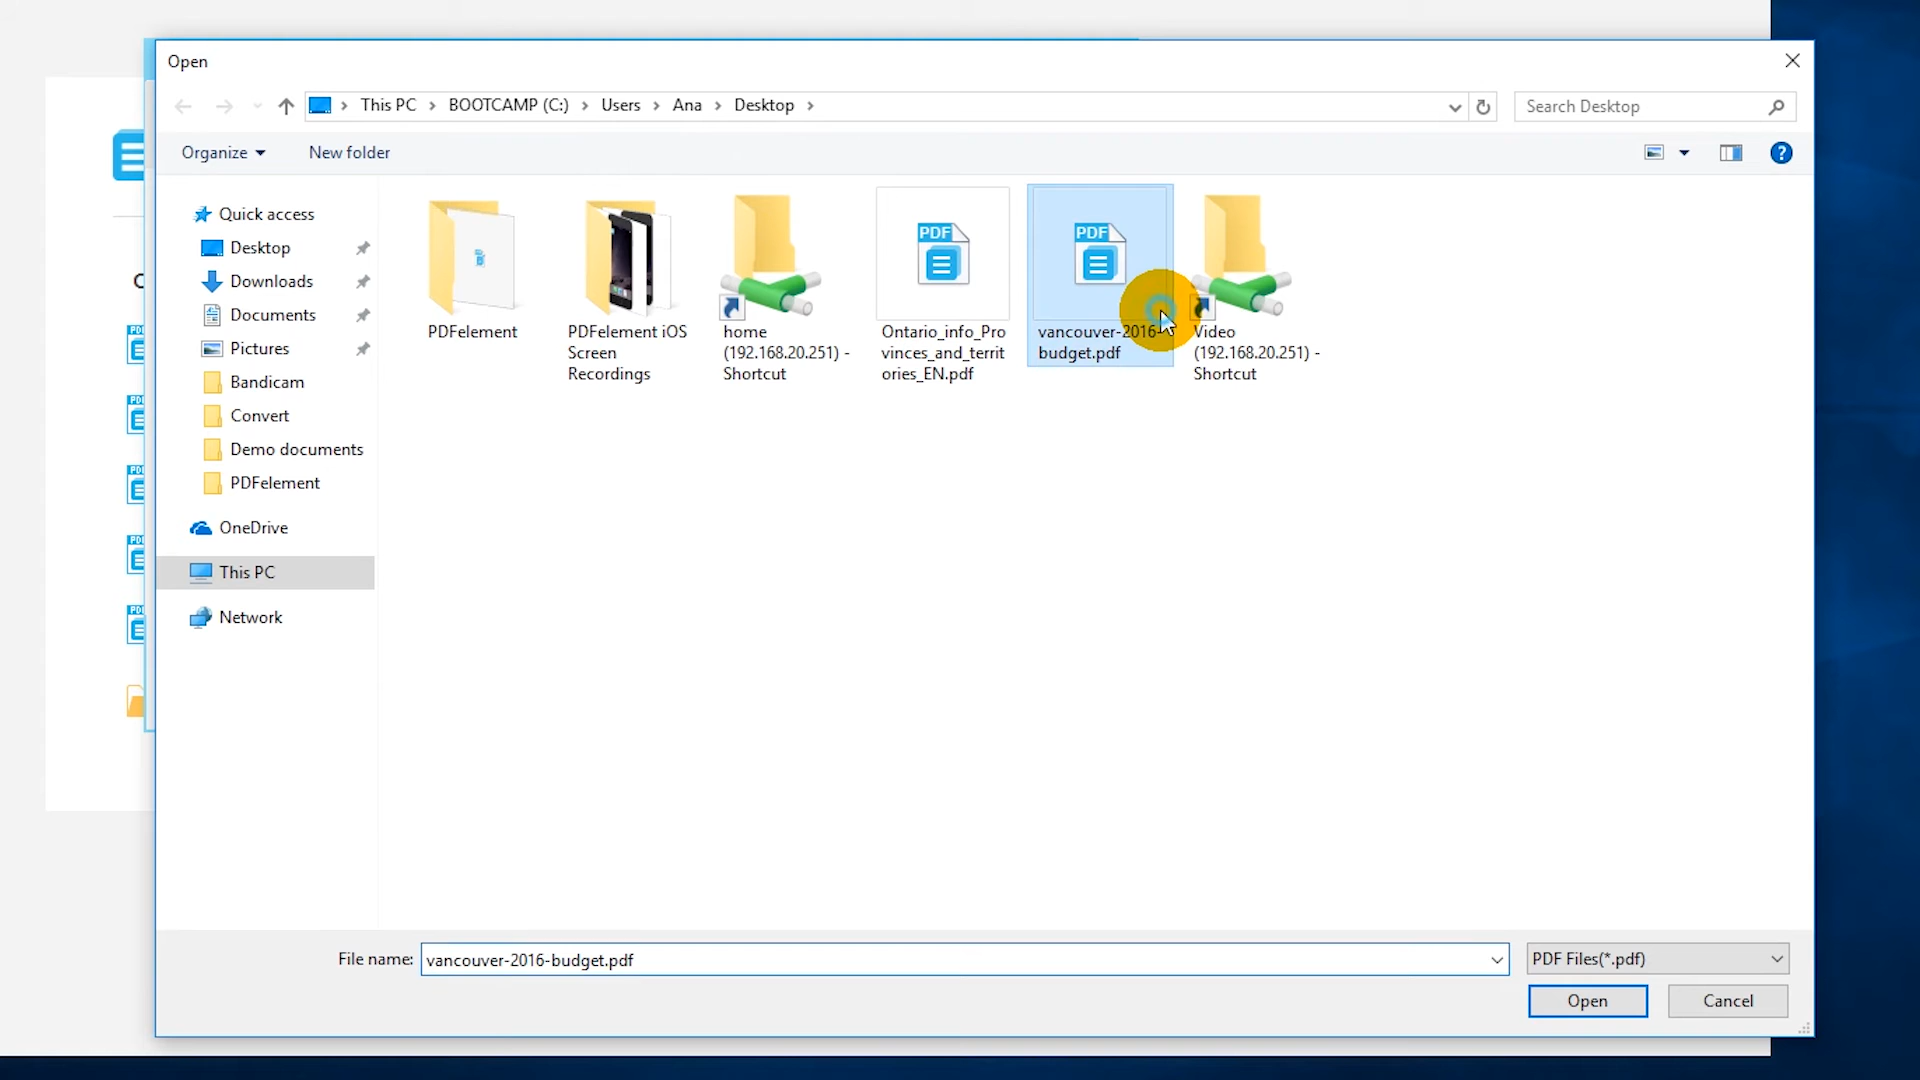 Open
This PC
BOOTCAMP (C:)
Users
Ana
Desktop
Search Desktop
Organize
New folder
?
Quick access
Desktop
Downloads
Documents
Pictures
Bandicam
Convert
Demo documents
PDFelement
OneDrive
This PC
Network
PDF
PDF
PDFelement
PDFelement iOS
Screen
Recordings
home
(192.168.20.251) -
Shortcut
Ontario_info_Pro
vinces_and_territ
ories_EN.pdf
vancouver-2016-
budget.pdf
Video
(192.168.20.251) -
Shortcut
File name:
vancouver-2016-budget.pdf
PDF Files(*.pdf)
Open
Cancel